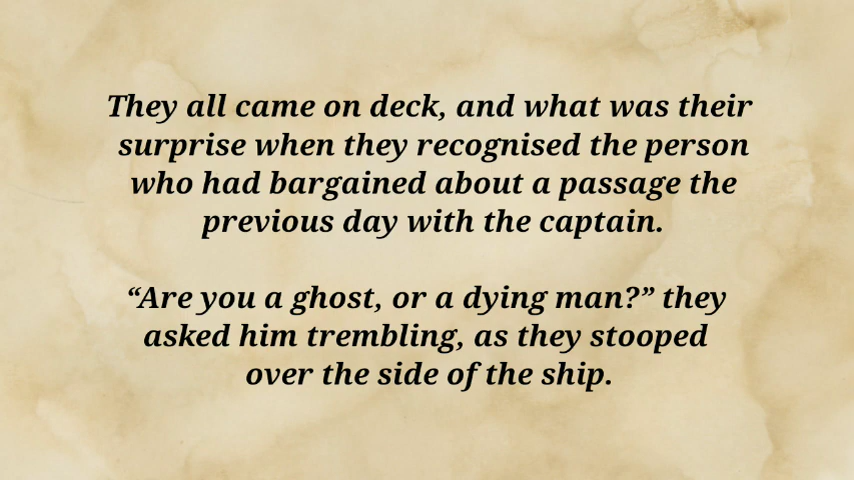 They all came on deck, and what was their
surprise when they recognised the person
who had bargained about a passage the
previous day with the captain.
“Are you a ghost, or a dying man?” they
asked him trembling, as they stooped
over the side of the ship.